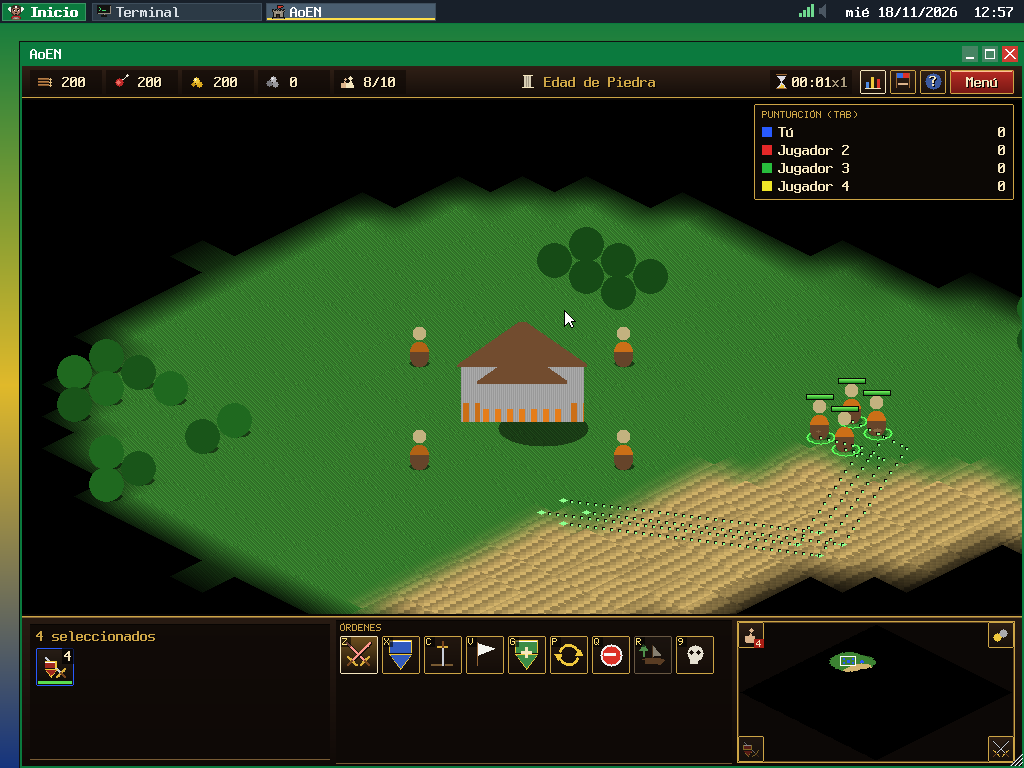 Inicio
Terminal
AoEN
mié 18/11/2026 12:57
AoEN
200
200
200
0
8/10
Edad de Piedra
00:01x1
Menú
PUNTUACIÓN (TAB)
Tú 0
Jugador 2 0
Jugador 3 0
Jugador 4 0
4 seleccionados
4
ÓRDENES
Z
X
C
V
G
P
Q
R
9
4